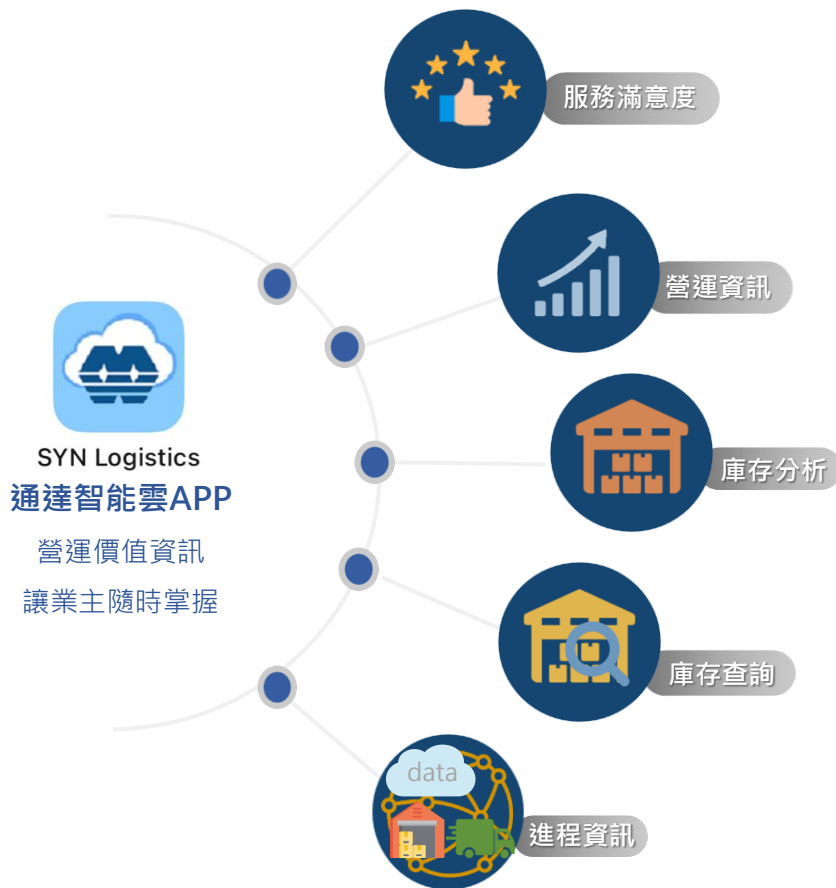 服務滿意度
營運資訊
SYN Logistics
通達智能雲APP
營運價值資訊
讓業主隨時掌握
庫存分析
庫存查詢
data
進程資訊